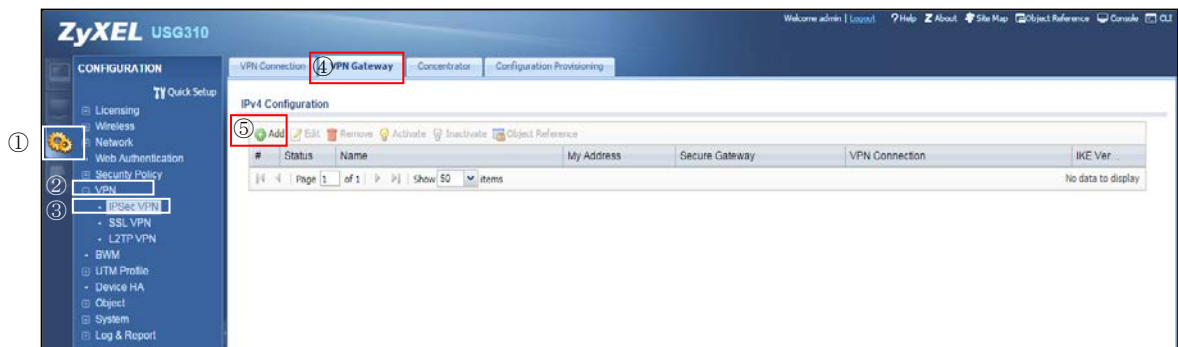 ZyXEL USG310
Welcome admin | Logout ?Help Z About Site Map Object Reference Console CLI
CONFIGURATION
Quick Setup
Licensing
Wireless
Network
Web Authentication
Security Policy
VPN
IPSec VPN
SSL VPN
L2TP VPN
BWM
UTM Profile
Device HA
Object
System
Log & Report
①
②
③
VPN Connection ④ VPN Gateway Concentrator Configuration Provisioning
IPv4 Configuration
⑤ Add Edit Remove Activate Inactivate Object Reference
# Status Name My Address Secure Gateway VPN Connection IKE Ver...
Page 1 of 1 Show 50 items No data to display